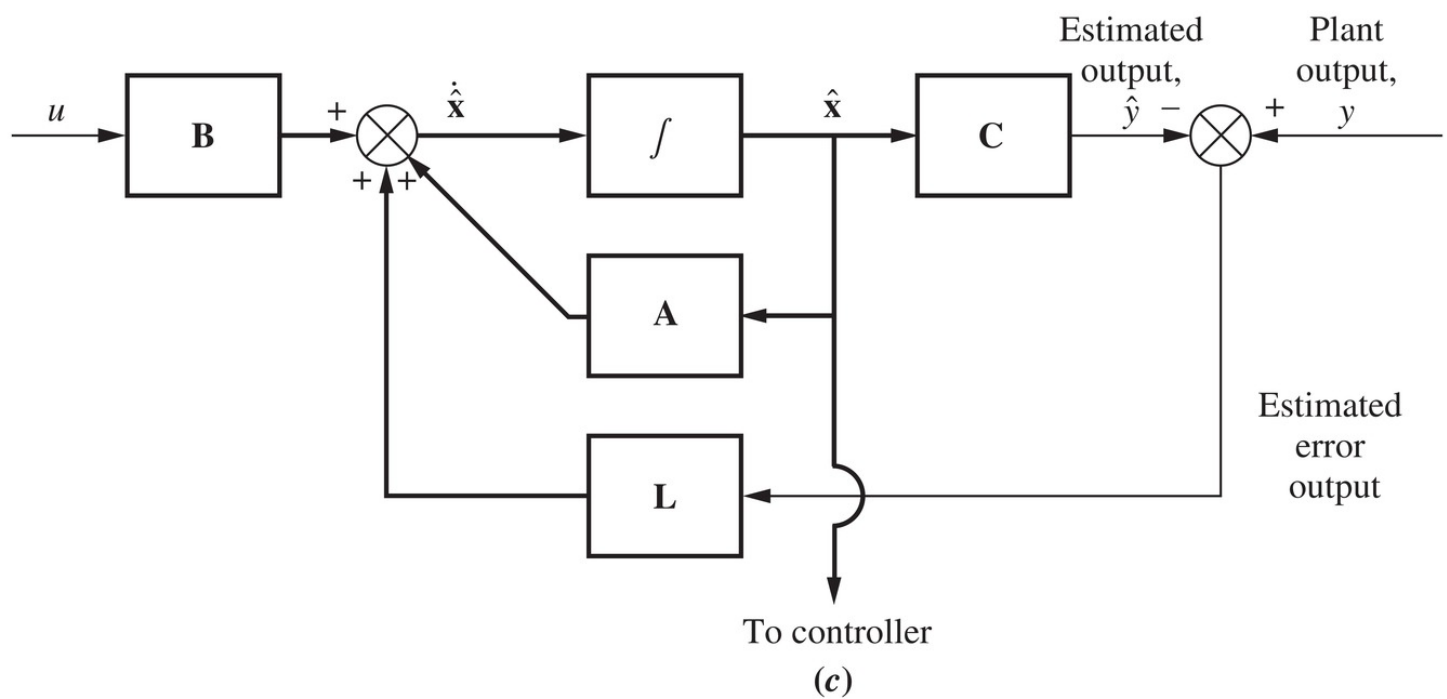 Estimated
output,
Plant
output,
u
B
+
+ +
ẋ̂
∫
x̂
C
ŷ
−
+
y
A
L
Estimated
error
output
To controller
(c)